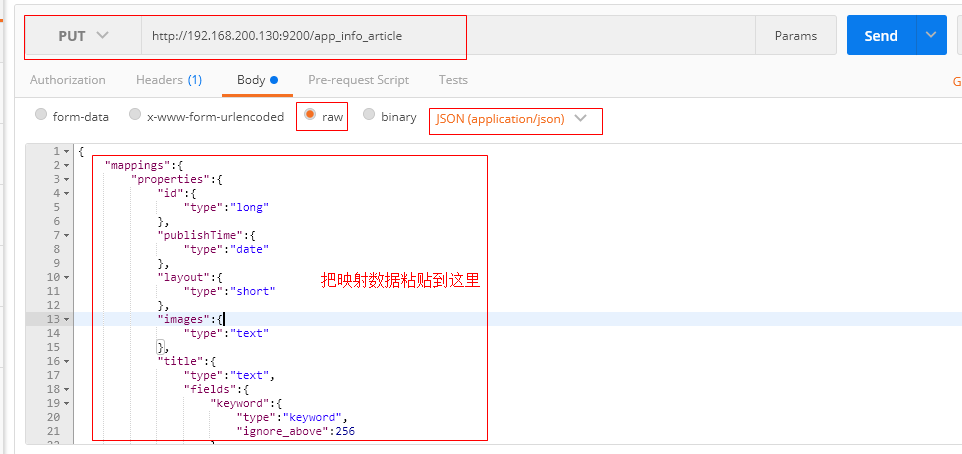 PUT http://192.168.200.130:9200/app_info_article Params Send
Authorization Headers (1) Body Pre-request Script Tests G
form-data x-www-form-urlencoded raw binary JSON (application/json)
1 {
2 "mappings":{
3 "properties":{
4 "id":{
5 "type":"long"
6 },
7 "publishTime":{
8 "type":"date"
9 },
10 "layout":{
11 "type":"short"
12 },
把映射数据粘贴到这里
13 "images":{
14 "type":"text"
15 },
16 "title":{
17 "type":"text",
18 "fields":{
19 "keyword":{
20 "type":"keyword",
21 "ignore_above":256